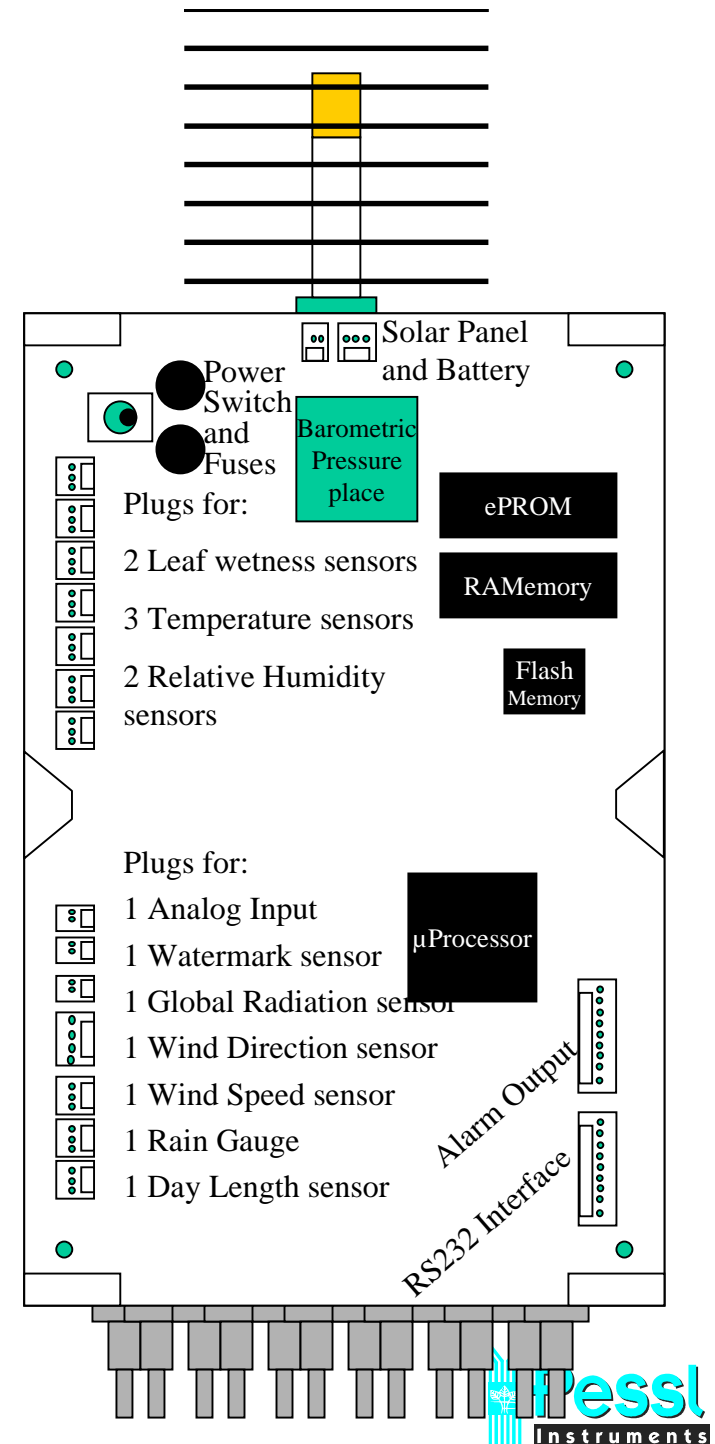 Solar Panel
and Battery
Power
Switch
and
Fuses
Barometric
Pressure
place
ePROM
RAMemory
Flash
Memory
Plugs for:
2 Leaf wetness sensors
3 Temperature sensors
2 Relative Humidity
sensors
Plugs for:
1 Analog Input
1 Watermark sensor
1 Global Radiation sensor
1 Wind Direction sensor
1 Wind Speed sensor
1 Rain Gauge
1 Day Length sensor
µProcessor
Alarm Output
RS232 Interface
Pessl
Instruments